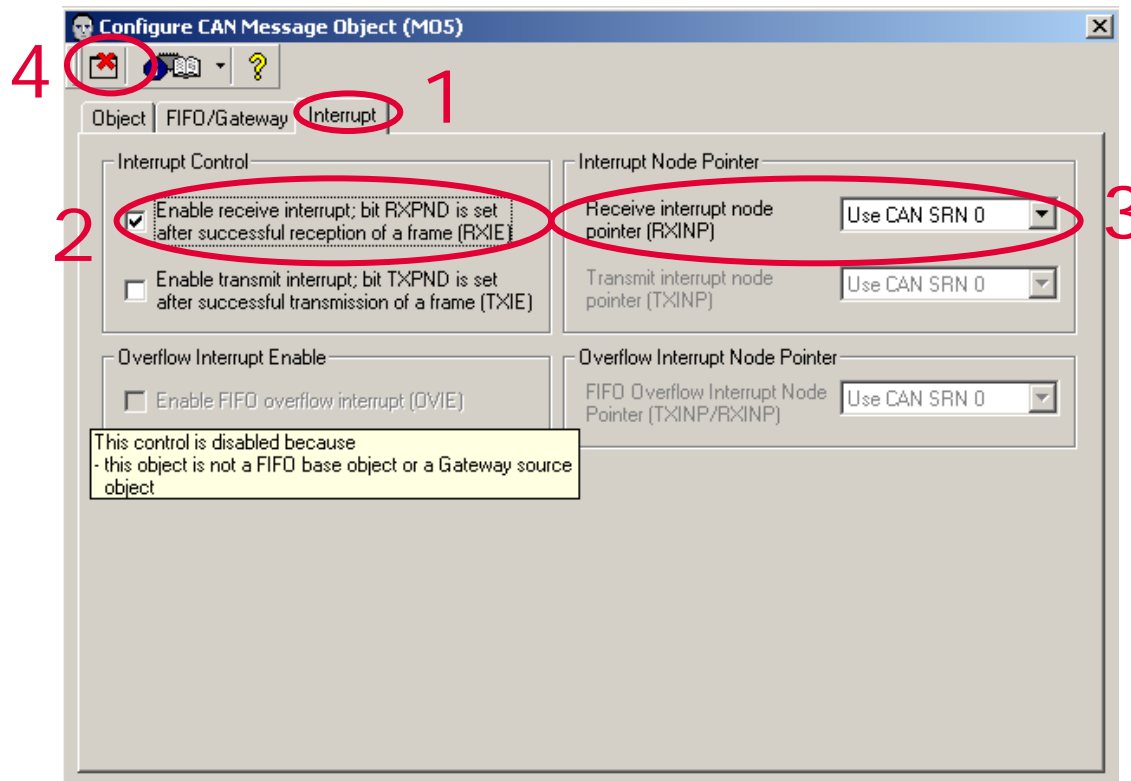 Configure CAN Message Object (MO5)
4
1
Object FIFO/Gateway Interrupt
Interrupt Control
Interrupt Node Pointer
2
Enable receive interrupt; bit RXPND is set
after successful reception of a frame (RXIE)
Receive interrupt node
pointer (RXINP)
Use CAN SRN 0
3
Enable transmit interrupt; bit TXPND is set
after successful transmission of a frame (TXIE)
Transmit interrupt node
pointer (TXINP)
Use CAN SRN 0
Overflow Interrupt Enable
Overflow Interrupt Node Pointer
Enable FIFO overflow interrupt (OVIE)
FIFO Overflow Interrupt Node
Pointer (TXINP/RXINP)
Use CAN SRN 0
This control is disabled because
- this object is not a FIFO base object or a Gateway source
object